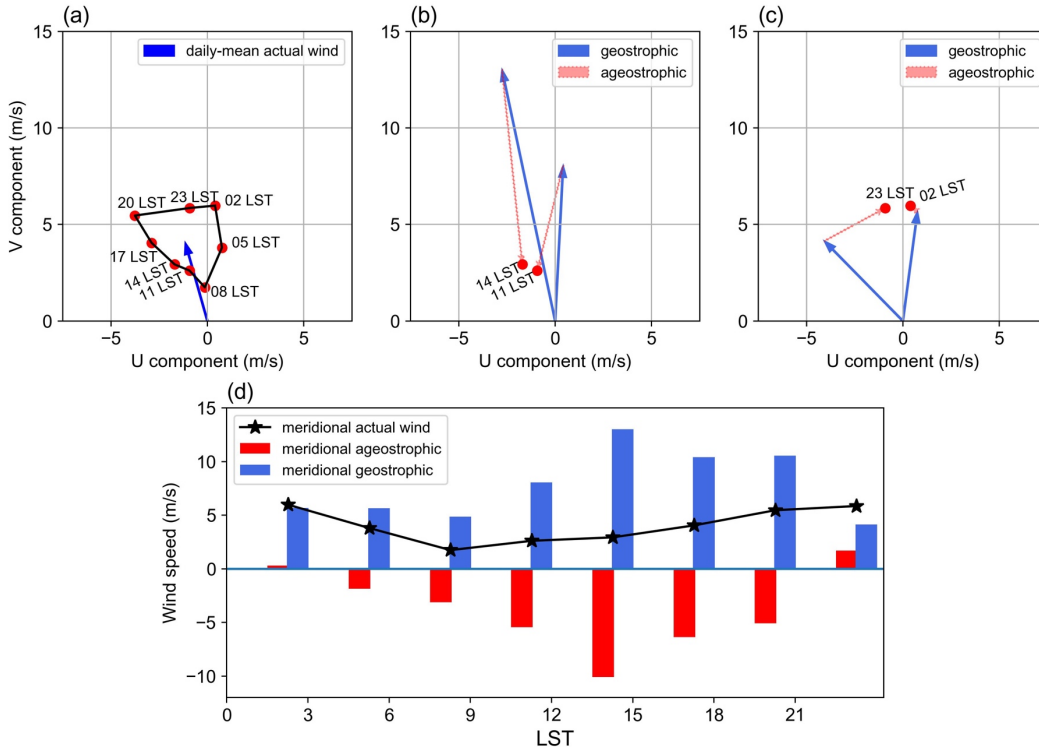 (a)
(b)
(c)
15
10
5
0
−5
0
5
V component (m/s)
U component (m/s)
daily-mean actual wind
20 LST
23 LST
02 LST
17 LST
05 LST
14 LST
11 LST
08 LST
15
10
5
0
−5
0
5
U component (m/s)
geostrophic
ageostrophic
14 LST
11 LST
15
10
5
0
−5
0
5
U component (m/s)
geostrophic
ageostrophic
23 LST
02 LST
(d)
15
10
5
0
−5
−10
Wind speed (m/s)
meridional actual wind
meridional ageostrophic
meridional geostrophic
0
3
6
9
12
15
18
21
LST